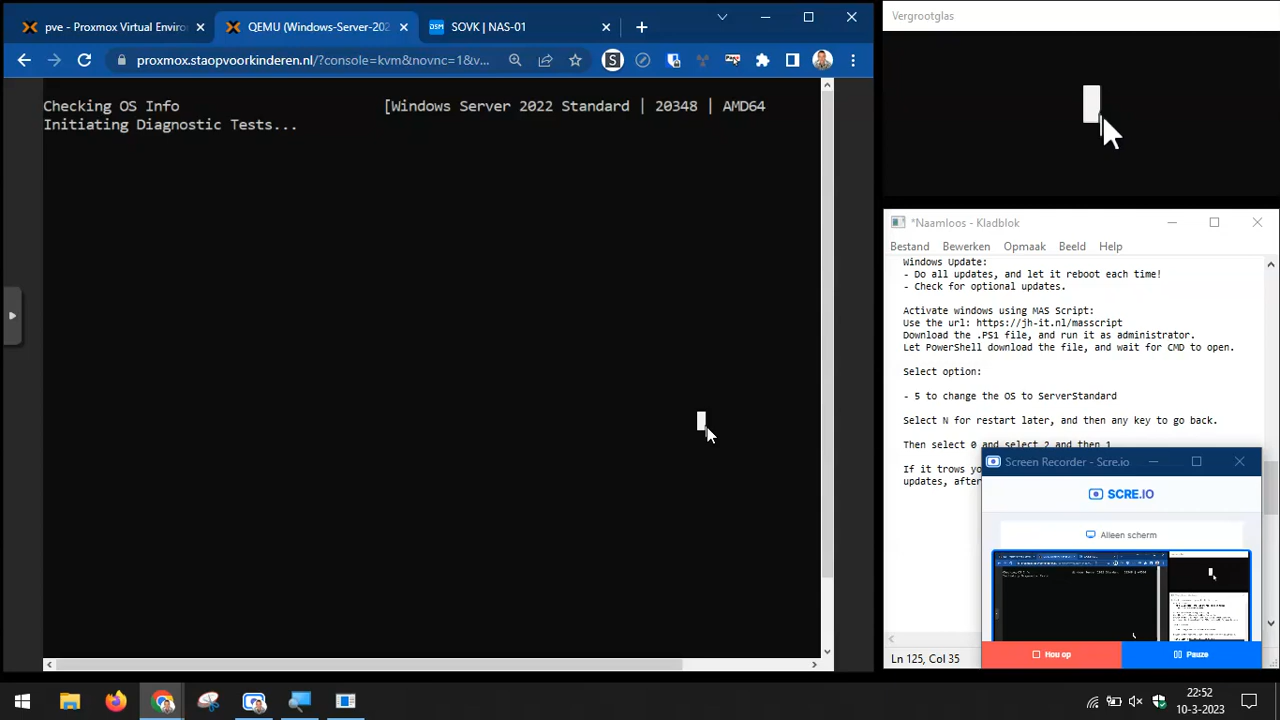 pve - Proxmox Virtual Enviro
QEMU (Windows-Server-202
SOVK | NAS-01
proxmox.staopvoorkinderen.nl/?console=kvm&novnc=1&v...
Checking OS Info [Windows Server 2022 Standard | 20348 | AMD64
Initiating Diagnostic Tests...
Vergrootglas
*Naamloos - Kladblok
Bestand Bewerken Opmaak Beeld Help
Windows Update:
- Do all updates, and let it reboot each time!
- Check for optional updates.
Activate windows using MAS Script:
Use the url: https://jh-it.nl/masscript
Download the .PS1 file, and run it as administrator.
Let PowerShell download the file, and wait for CMD to open.
Select option:
- 5 to change the OS to ServerStandard
Select N for restart later, and then any key to go back.
Then select 0 and select 2 and then 1
If it trows yo
updates, after
Screen Recorder - Scre.io
SCRE.IO
Alleen scherm
Hou op
Pauze
Ln 125, Col 35
22:52
10-3-2023